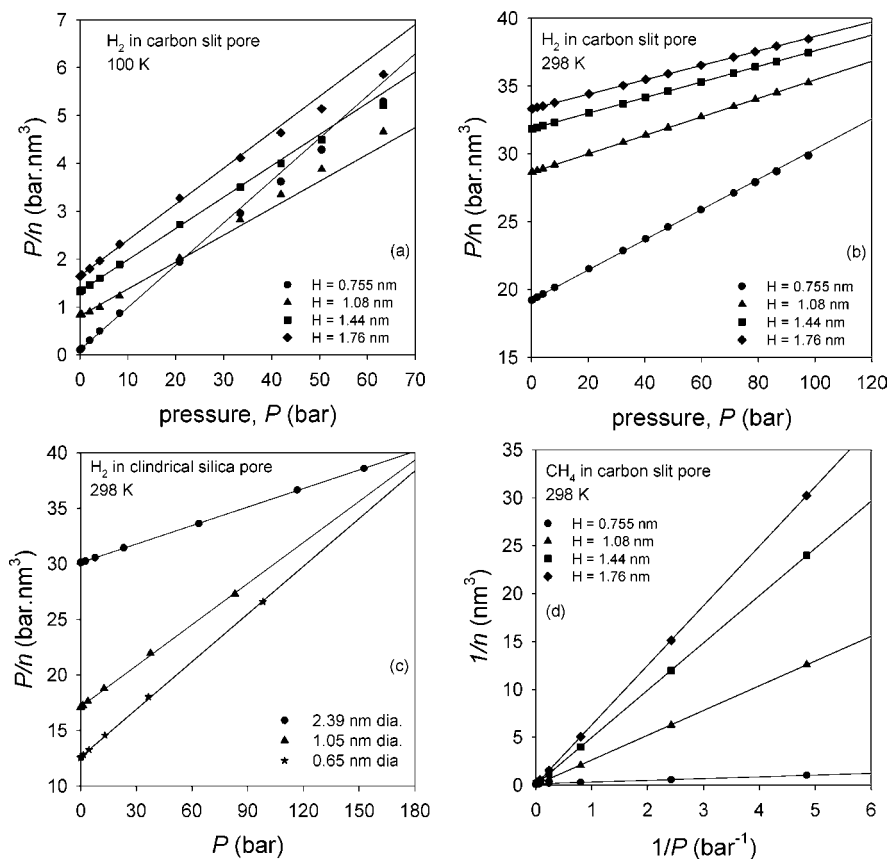 H2 in carbon slit pore
100 K
P/n (bar.nm3)
7
6
5
4
3
2
1
0
(a)
H = 0.755 nm
H = 1.08 nm
H = 1.44 nm
H = 1.76 nm
0 10 20 30 40 50 60 70
pressure, P (bar)
H2 in carbon slit pore
298 K
P/n (bar.nm3)
40
35
30
25
20
15
(b)
H = 0.755 nm
H = 1.08 nm
H = 1.44 nm
H = 1.76 nm
0 20 40 60 80 100 120
pressure, P (bar)
H2 in clindrical silica pore
298 K
P/n (bar.nm3)
40
35
30
25
20
15
10
(c)
2.39 nm dia.
1.05 nm dia.
0.65 nm dia
0 30 60 90 120 150 180
P (bar)
CH4 in carbon slit pore
298 K
H = 0.755 nm
H = 1.08 nm
H = 1.44 nm
H = 1.76 nm
(d)
1/n (nm3)
35
30
25
20
15
10
5
0
0 1 2 3 4 5 6
1/P (bar-1)